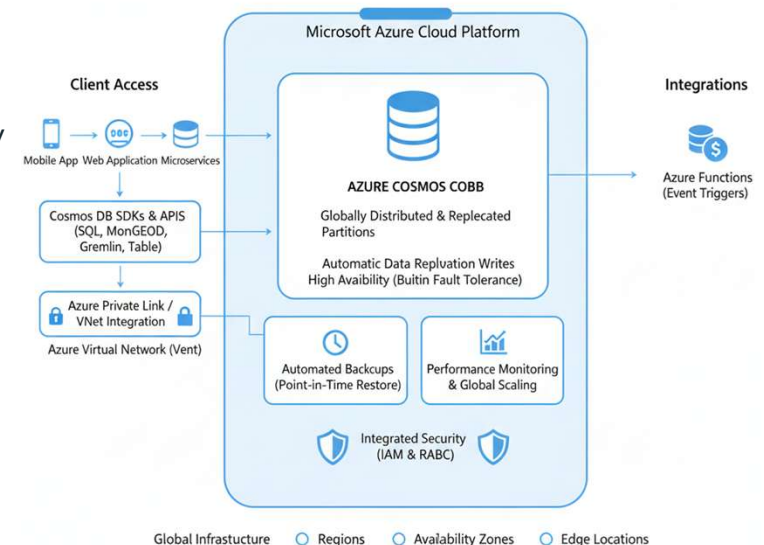 Microsoft Azure Cloud Platform
Client Access
Mobile App Web Application Microservices
Cosmos DB SDKs & APIS
(SQL, MonGEOD,
Gremlin, Table)
Azure Private Link /
VNet Integration
Azure Virtual Network (Vent)
AZURE COSMOS COBB
Globally Distributed & Replecated
Partitions
Automatic Data Repluation Writes
High Avaibility (Buitin Fault Tolerance)
Automated Backups
(Point-in-Time Restore)
Performance Monitoring
& Global Scaling
Integrated Security
(IAM & RABC)
Integrations
$
Azure Functions
(Event Triggers)
Global Infrastucture Regions Availability Zones Edge Locations